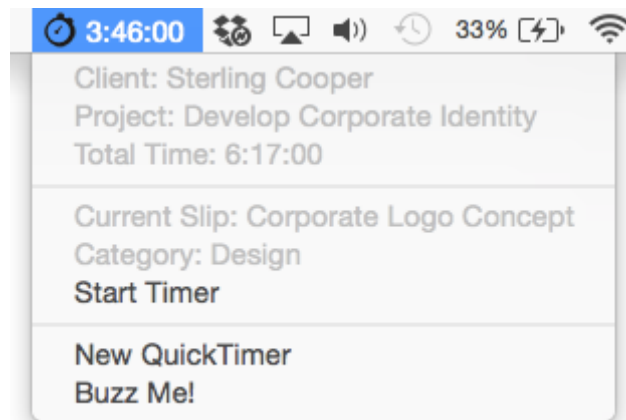 3:46:00 33%
Client: Sterling Cooper
Project: Develop Corporate Identity
Total Time: 6:17:00
Current Slip: Corporate Logo Concept
Category: Design
Start Timer
New QuickTimer
Buzz Me!